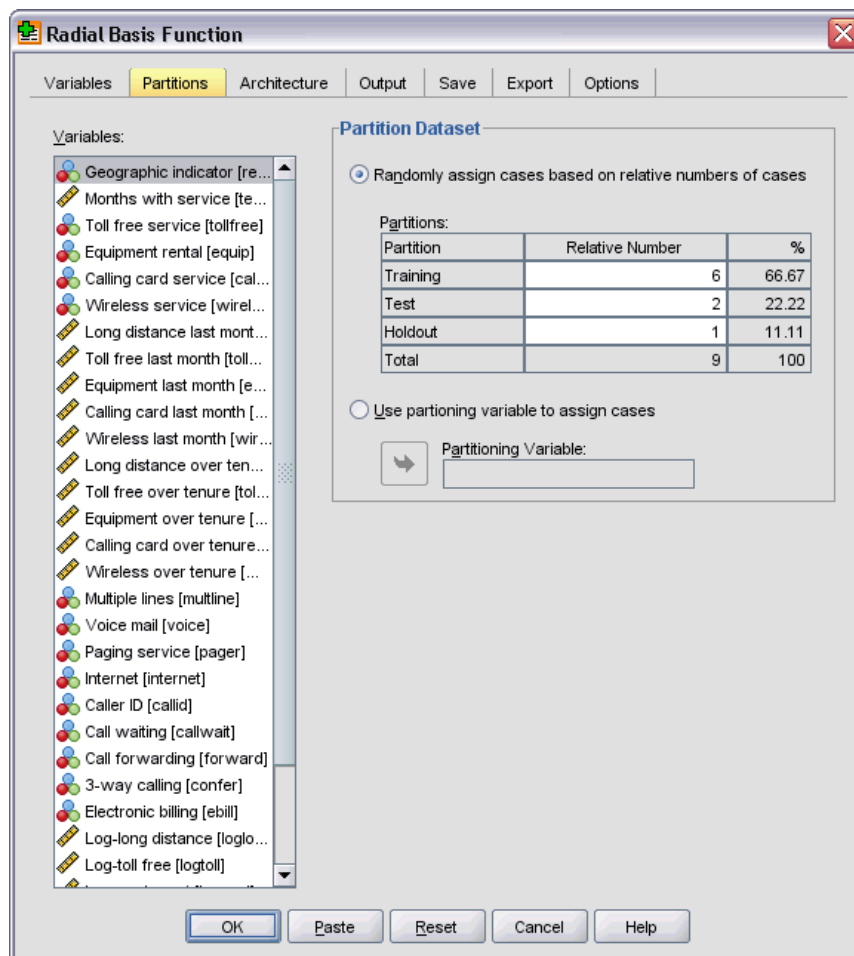 Radial Basis Function
Variables Partitions Architecture Output Save Export Options
Variables:
Geographic indicator [re...
Months with service [te...
Toll free service [tollfree]
Equipment rental [equip]
Calling card service [cal...
Wireless service [wirel...
Long distance last mont...
Toll free last month [toll...
Equipment last month [e...
Calling card last month [...
Wireless last month [wir...
Long distance over ten...
Toll free over tenure [tol...
Equipment over tenure [...
Calling card over tenure...
Wireless over tenure [...
Multiple lines [multline]
Voice mail [voice]
Paging service [pager]
Internet [internet]
Caller ID [callid]
Call waiting [callwait]
Call forwarding [forward]
3-way calling [confer]
Electronic billing [ebill]
Log-long distance [loglo...
Log-toll free [logtoll]
Partition Dataset
Randomly assign cases based on relative numbers of cases
Partitions:
Partition Relative Number %
Training 6 66.67
Test 2 22.22
Holdout 1 11.11
Total 9 100
Use partioning variable to assign cases
Partitioning Variable:
OK Paste Reset Cancel Help